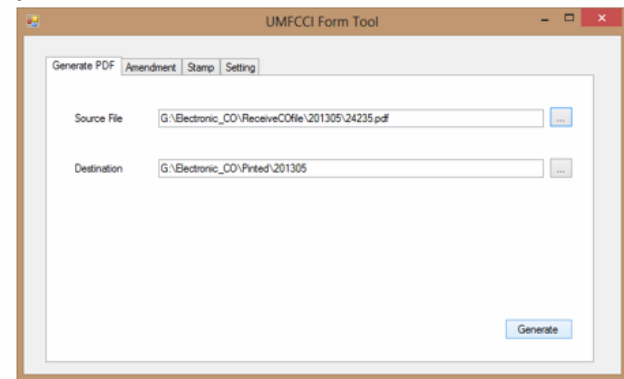 UMFCCI Form Tool
Generate PDF Amendment Stamp Setting
Source File G:\Electronic_CO\ReceiveCOfile\201305\24235.pdf ...
Destination G:\Electronic_CO\Pinted\201305 ...
Generate